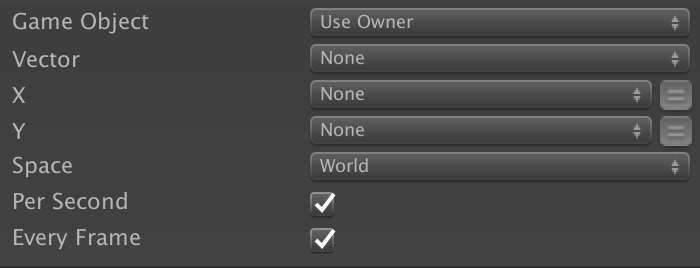 Game Object Use Owner
Vector None
X None
Y None
Space World
Per Second
Every Frame